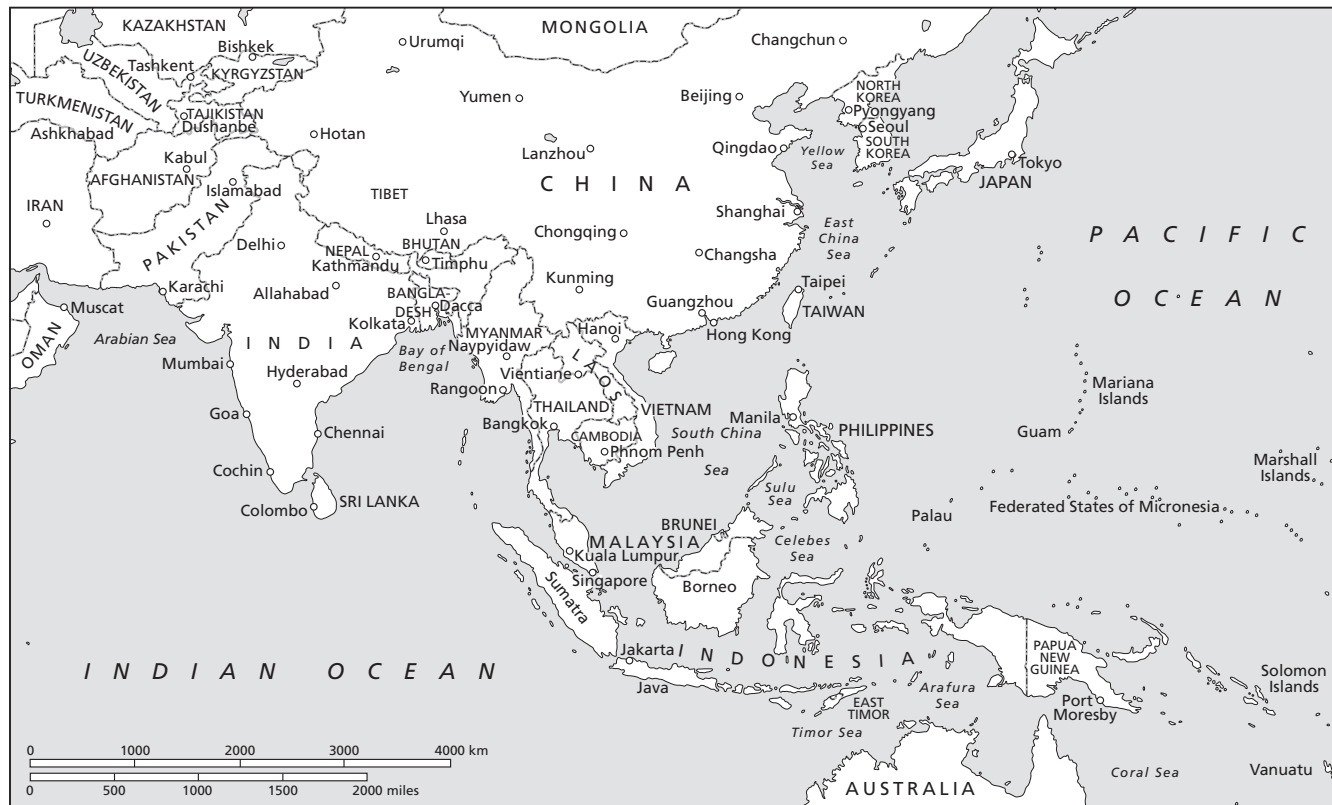 KAZAKHSTAN
MONGOLIA
Urumqi
Changchun
Bishkek
Tashkent
UZBEKISTAN
KYRGYZSTAN
NORTH
KOREA
Yumen
Beijing
TURKMENISTAN
TAJIKISTAN
Pyongyang
Dushanbe
Seoul
Ashkhabad
Hotan
SOUTH
KOREA
Lanzhou
Qingdao
Yellow
Sea
Kabul
Tokyo
AFGHANISTAN
Islamabad
CHINA
JAPAN
TIBET
IRAN
PAKISTAN
Shanghai
Lhasa
East
China
Sea
Chongqing
PACIFIC
OCEAN
Delhi
NEPAL
BHUTAN
Changsha
Kathmandu
Timphu
Kunming
Taipei
Karachi
Allahabad
BANGLA-
DESH
Dacca
Guangzhou
TAIWAN
Muscat
Kolkata
Hong Kong
OMAN
Arabian Sea
INDIA
MYANMAR
Hanoi
Naypyidaw
Bay of
Bengal
LAOS
Mumbai
Hyderabad
Vientiane
Rangoon
Mariana
Islands
Goa
THAILAND
VIETNAM
Manila
Chennai
Bangkok
CAMBODIA
South China
Sea
PHILIPPINES
Guam
Phnom Penh
Cochin
Marshall
Islands
Sulu
Sea
SRI LANKA
Colombo
Federated States of Micronesia
Palau
BRUNEI
MALAYSIA
Celebes
Sea
Kuala Lumpur
Singapore
Borneo
Sumatra
INDIAN OCEAN
Jakarta
INDONESIA
PAPUA
NEW
GUINEA
Java
Solomon
Islands
Arafura
Sea
EAST
TIMOR
Port
Moresby
Timor Sea
0 1000 2000 3000 4000 km
0 500 1000 1500 2000 miles
AUSTRALIA
Coral Sea
Vanuatu